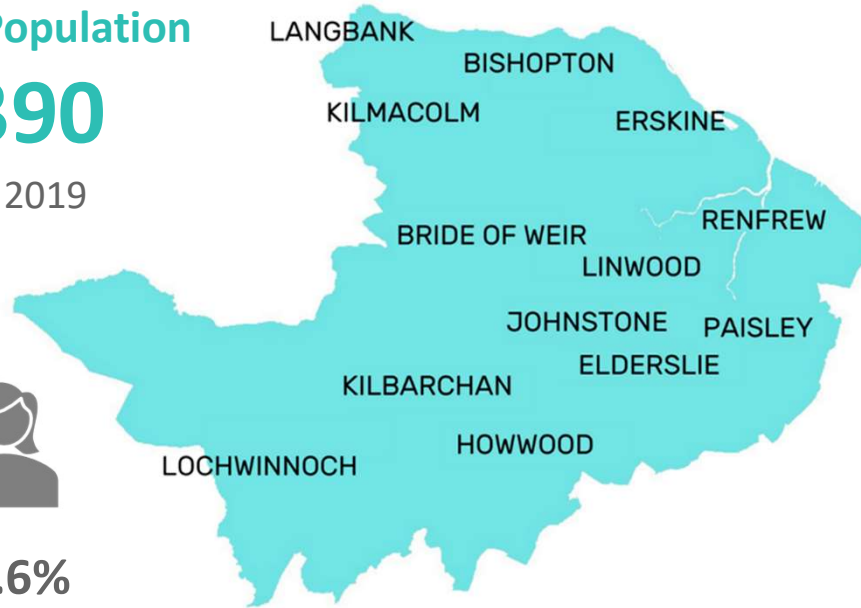 Population
LANGBANK
BISHOPTON
390
KILMACOLM
ERSKINE
2019
RENFREW
BRIDE OF WEIR
LINWOOD
JOHNSTONE
PAISLEY
ELDERSLIE
KILBARCHAN
HOWWOOD
LOCHWINNOCH
.6%